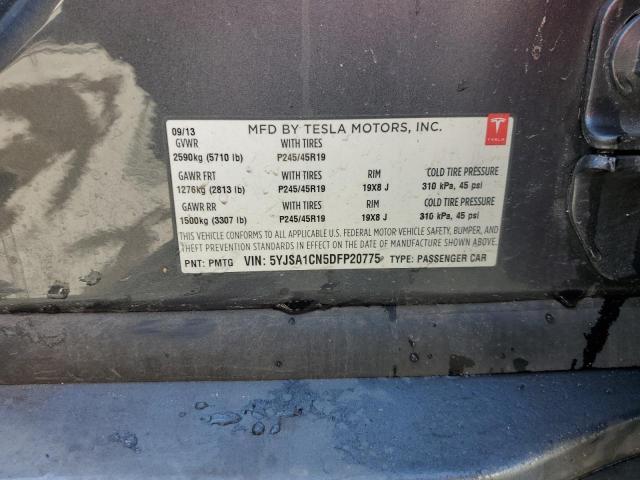 09/13 MFD BY TESLA MOTORS, INC.
GVWR WITH TIRES
2590kg (5710 lb) P245/45R19
GAWR FRT WITH TIRES RIM COLD TIRE PRESSURE
1276kg (2813 lb) P245/45R19 19X8 J 310 kPa, 45 psi
GAWR RR WITH TIRES RIM COLD TIRE PRESSURE
1500kg (3307 lb) P245/45R19 19X8 J 310 kPa, 45 psi
THIS VEHICLE CONFORMS TO ALL APPLICABLE U.S. FEDERAL MOTOR VEHICLE SAFETY, BUMPER, AND
THEFT PREVENTION STANDARDS IN EFFECT ON THE DATE OF MANUFACTURE SHOWN ABOVE.
PNT: PMTG VIN: 5YJSA1CN5DFP20775 TYPE: PASSENGER CAR
TESLA